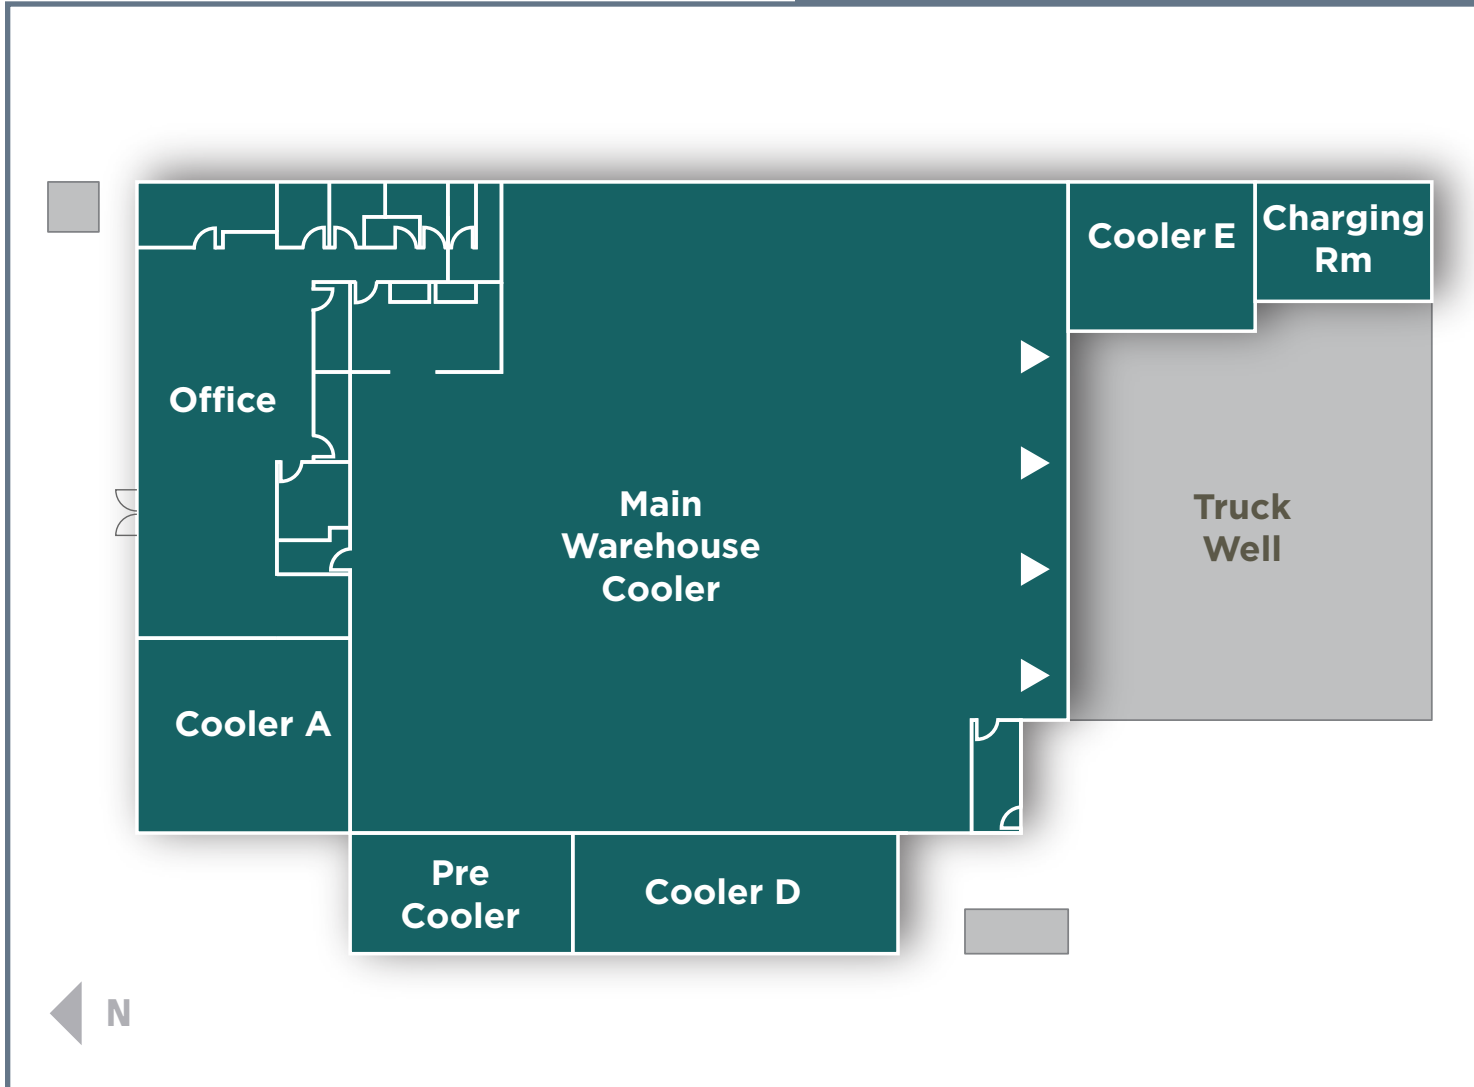 Cooler E
Charging
Rm
Office
Main
Warehouse
Cooler
Truck
Well
Cooler A
Pre
Cooler
Cooler D
N